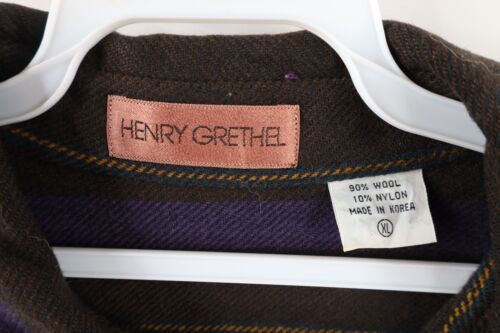 HENRY GRETHEL
90% WOOL
10% NYLON
MADE IN KOREA
XL